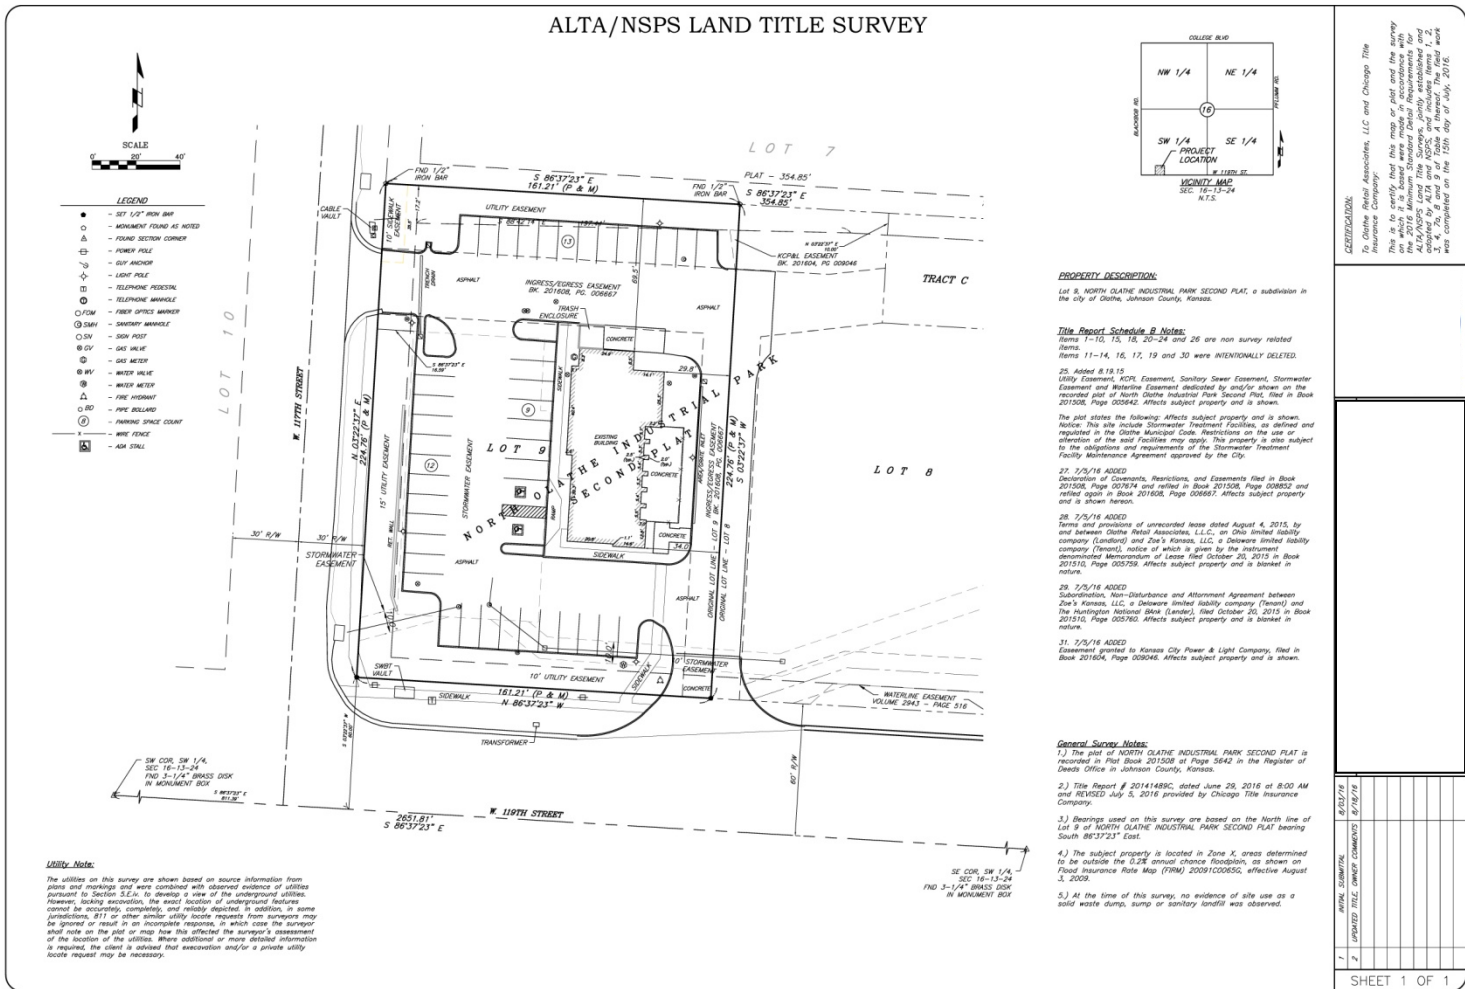 ALTA/NSPS LAND TITLE SURVEY
SCALE
0' 20' 40'
LEGEND
- SET 1/2" IRON BAR
- MONUMENT FOUND AS NOTED
- FOUND SECTION CORNER
- POWER POLE
- GUY ANCHOR
- LIGHT POLE
- TELEPHONE PEDESTAL
- TELEPHONE MANHOLE
FOM - FIBER OPTICS MARKER
SMH - SANITARY MANHOLE
SN - SIGN POST
GV - GAS VALVE
- GAS METER
WV - WATER VALVE
- WATER METER
- FIRE HYDRANT
BO - PIPE BOLLARD
8 - PARKING SPACE COUNT
x - WIRE FENCE
- ADA STALL
LOT 7
PLAT - 354.85'
S 86°37'23" E
354.85'
S 86°37'23" E
161.21' (P & M)
FND 1/2"
IRON BAR
FND 1/2"
IRON BAR
CABLE
VAULT
10' SIDEWALK
EASEMENT
UTILITY EASEMENT
13
KCP&L EASEMENT
BK. 201604, PG 009046
TRACT C
TRENCH
DRAIN
ASPHALT
INGRESS/EGRESS EASEMENT
BK. 201608, PG. 006667
69.5'
ASPHALT
TRASH
ENCLOSURE
CONCRETE
29.8'
LOT 10
W. 117TH STREET
N 03°22'37" E
224.76' (P & M)
S 86°37'23" E
SIDEWALK
9
12
LOT 9
EXISTING
BUILDING
CONCRETE
NORTH OLATHE INDUSTRIAL PARK
SECOND PLAT
LOT 8
INGRESS/EGRESS EASEMENT
BK. 201608, PG. 006667
224.76' (P & M)
S 03°22'37" W
ORIGINAL LOT LINE - LOT 9
ORIGINAL LOT LINE - LOT 8
15' UTILITY EASEMENT
STORMWATER EASEMENT
RET. WALL
RAMP
30' R/W
30' R/W
STORMWATER
EASEMENT
CONCRETE
34.0'
SIDEWALK
ASPHALT
ASPHALT
STORMWATER
EASEMENT
10' UTILITY EASEMENT
SIDEWALK
CONCRETE
SWBT
VAULT
SIDEWALK
161.21' (P & M)
N 86°37'23" W
WATERLINE EASEMENT
VOLUME 2943 - PAGE 516
TRANSFORMER
60' R/W
SW COR, SW 1/4,
SEC 16-13-24
FND 3-1/4" BRASS DISK
IN MONUMENT BOX
W. 119TH STREET
2651.81'
S 86°37'23" E
SE COR, SW 1/4,
SEC 16-13-24
FND 3-1/4" BRASS DISK
IN MONUMENT BOX
Utility Note:
The utilities on this survey are shown based on source information from
plans and markings and were combined with observed evidence of utilities
pursuant to Section 5.E.iv. to develop a view of the underground utilities.
However, lacking excavation, the exact location of underground features
cannot be accurately, completely, and reliably depicted. In addition, in some
jurisdictions, 811 or other similar utility locate requests from surveyors may
be ignored or result in an incomplete response, in which case the surveyor
shall note on the plat or map how this affected the surveyor's assessment
of the location of the utilities. Where additional or more detailed information
is required, the client is advised that execavation and/or a private utility
locate request may be necessary.
COLLEGE BLVD
NW 1/4 NE 1/4
BLACKBOB RD.
16
PFLUMM RD.
SW 1/4 SE 1/4
PROJECT
LOCATION
W 119TH ST.
VICINITY MAP
SEC. 16-13-24
N.T.S.
PROPERTY DESCRIPTION:
Lot 9, NORTH OLATHE INDUSTRIAL PARK SECOND PLAT, a subdivision in
the city of Olathe, Johnson County, Kansas.
Title Report Schedule B Notes:
Items 1-10, 15, 18, 20-24 and 26 are non survey related
items.
Items 11-14, 16, 17, 19 and 30 were INTENTIONALLY DELETED.
25. Added 8.19.15
Utility Easement, KCPL Easement, Sanitary Sewer Easement, Stormwater
Easement and Waterline Easement dedicated by and/or shown on the
recorded plat of North Olathe Industrial Park Second Plat, filed in Book
201508, Page 005642. Affects subject property and is shown.
The plat states the following: Affects subject property and is shown.
Notice: This site include Stormwater Treatment Facilities, as defined and
regulated in the Olathe Municipal Code. Restrictions on the use or
alteration of the said Facilities may apply. This property is also subject
to the obligations and requirements of the Stormwater Treatment
Facility Maintenance Agreement approved by the City.
27. 7/5/16 ADDED
Declaration of Covenants, Restrictions, and Easements filed in Book
201508, Page 007674 and refiled in Book 201508, Page 008852 and
refiled again in Book 201608, Page 006667. Affects subject property
and is shown hereon.
28. 7/5/16 ADDED
Terms and provisions of unrecorded lease dated August 4, 2015, by
and between Olathe Retail Associates, L.L.C., an Ohio limited liability
company (Landlord) and Zoe's Kansas, LLC, a Delaware limited liability
company (Tenant), notice of which is given by the instrument
denominated Memorandum of Lease filed October 20, 2015 in Book
201510, Page 005759. Affects subject property and is blanket in
nature.
29. 7/5/16 ADDED
Subordination, Non-Disturbance and Attornment Agreement between
Zoe's Kansas, LLC, a Delaware limited liability company (Tenant) and
The Huntington National BAnk (Lender), filed October 20, 2015 in Book
201510, Page 005760. Affects subject property and is blanket in
nature.
31. 7/5/16 ADDED
Easement granted to Kansas City Power & Light Company, filed in
Book 201604, Page 009046. Affects subject property and is shown.
General Survey Notes:
1.) The plat of NORTH OLATHE INDUSTRIAL PARK SECOND PLAT is
recorded in Plat Book 201508 at Page 5642 in the Register of
Deeds Office in Johnson County, Kansas.
2.) Title Report # 20141489C, dated June 29, 2016 at 8:00 AM
and REVISED July 5, 2016 provided by Chicago Title Insurance
Company.
3.) Bearings used on this survey are based on the North line of
Lot 9 of NORTH OLATHE INDUSTRIAL PARK SECOND PLAT bearing
South 86°37'23" East.
4.) The subject property is located in Zone X, areas determined
to be outside the 0.2% annual chance floodplain, as shown on
Flood Insurance Rate Map (FIRM) 20091C0065G, effective August
3, 2009.
5.) At the time of this survey, no evidence of site use as a
solid waste dump, sump or sanitary landfill was observed.
CERTIFICATION:
To Olathe Retail Associates, LLC and Chicago Title
Insurance Company:
This is to certify that this map or plat and the survey
on which it is based were made in accordance with
the 2016 Minimum Standard Detail Requirements for
ALTA/NSPS Land Title Surveys, jointly established and
adopted by ALTA and NSPS, and includes Items 1, 2,
3, 4, 7a, 8 and 9 of Table A thereof. The field work
was completed on the 15th day of July, 2016.
1 INITIAL SUBMITTAL 8/03/16
2 UPDATED TITLE, OWNER COMMENTS 8/18/16
SHEET 1 OF 1